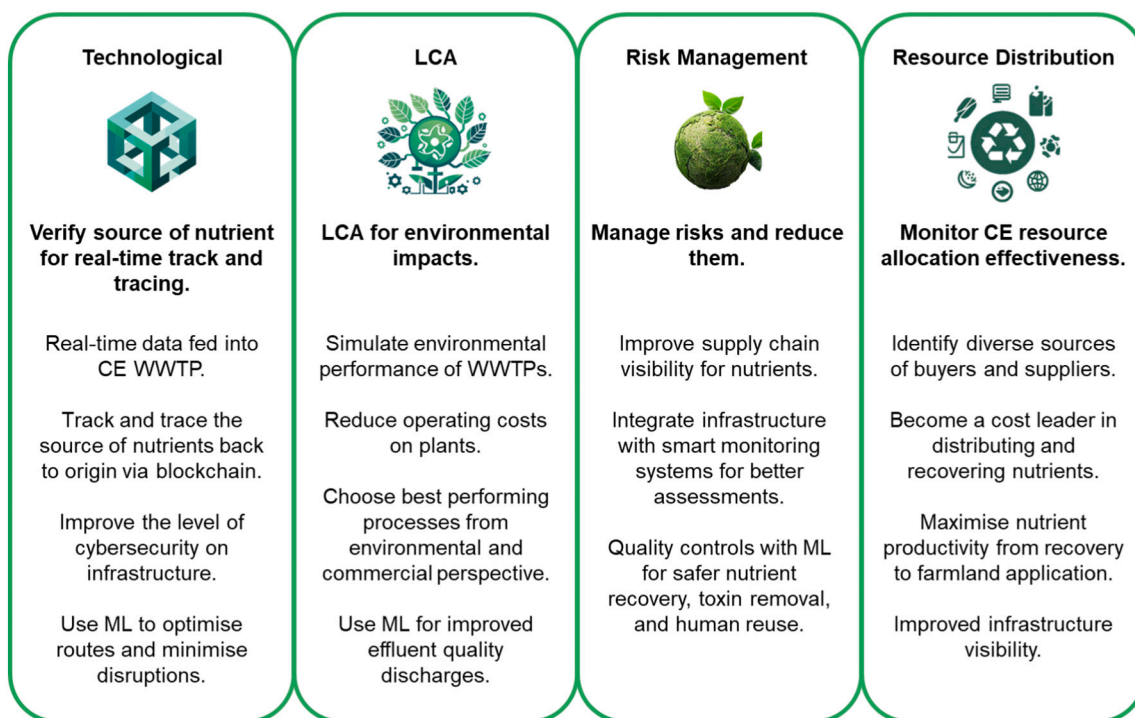 Technological
Verify source of nutrient
for real-time track and
tracing.
Real-time data fed into
CE WWTP.
Track and trace the
source of nutrients back
to origin via blockchain.
Improve the level of
cybersecurity on
infrastructure.
Use ML to optimise
routes and minimise
disruptions.
LCA
LCA for environmental
impacts.
Simulate environmental
performance of WWTPs.
Reduce operating costs
on plants.
Choose best performing
processes from
environmental and
commercial perspective.
Use ML for improved
effluent quality
discharges.
Risk Management
Manage risks and reduce
them.
Improve supply chain
visibility for nutrients.
Integrate infrastructure
with smart monitoring
systems for better
assessments.
Quality controls with ML
for safer nutrient
recovery, toxin removal,
and human reuse.
Resource Distribution
Monitor CE resource
allocation effectiveness.
Identify diverse sources
of buyers and suppliers.
Become a cost leader in
distributing and
recovering nutrients.
Maximise nutrient
productivity from recovery
to farmland application.
Improved infrastructure
visibility.